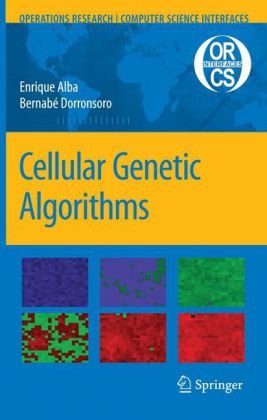 OPERATIONS RESEARCH | COMPUTER SCIENCE INTERFACES
Enrique Alba
Bernabé Dorronsoro
OR
INTERFACES
CS
Cellular Genetic
Algorithms
Springer